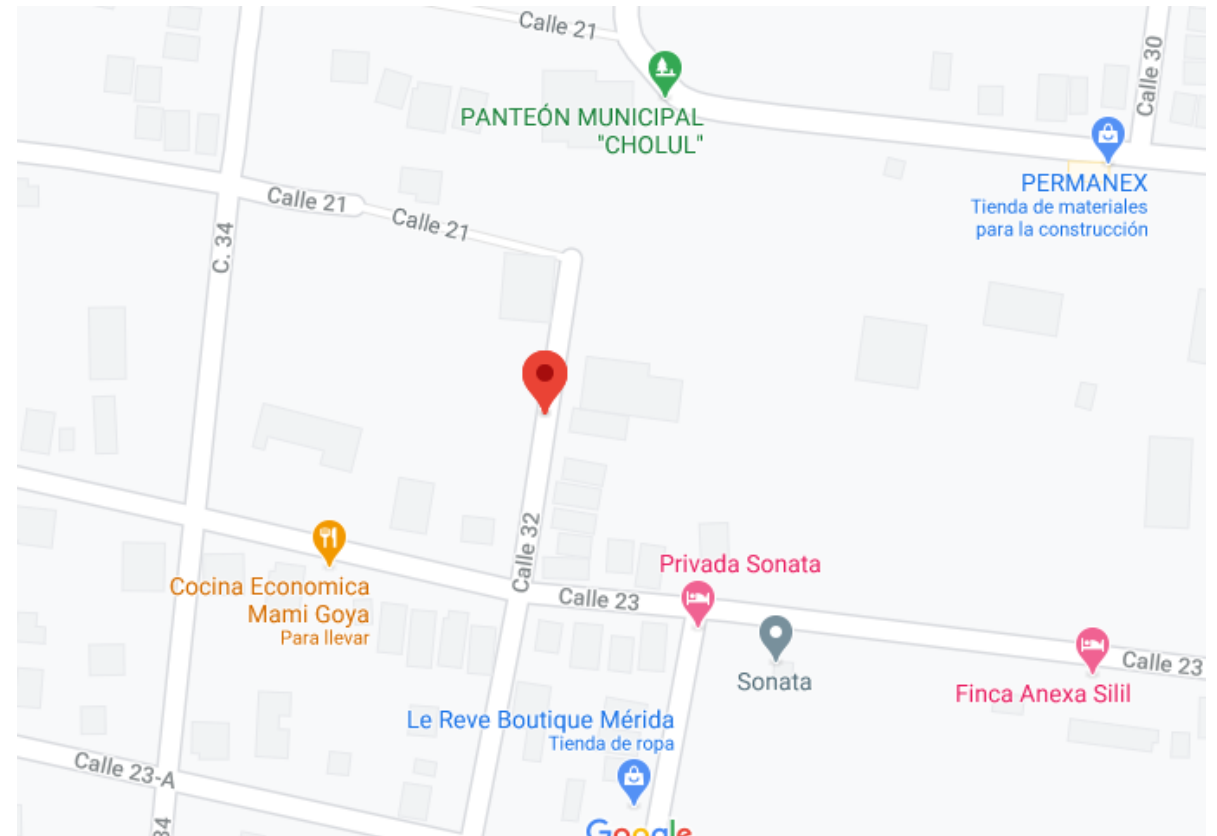 Calle 21
Calle 30
PANTEÓN MUNICIPAL
"CHOLUL"
PERMANEX
Tienda de materiales
para la construcción
Calle 21
Calle 21
C. 34
Calle 32
Cocina Economica
Mami Goya
Para llevar
Privada Sonata
Calle 23
Sonata
Calle 23
Finca Anexa Silil
Le Reve Boutique Mérida
Tienda de ropa
Calle 23-A
34
Google